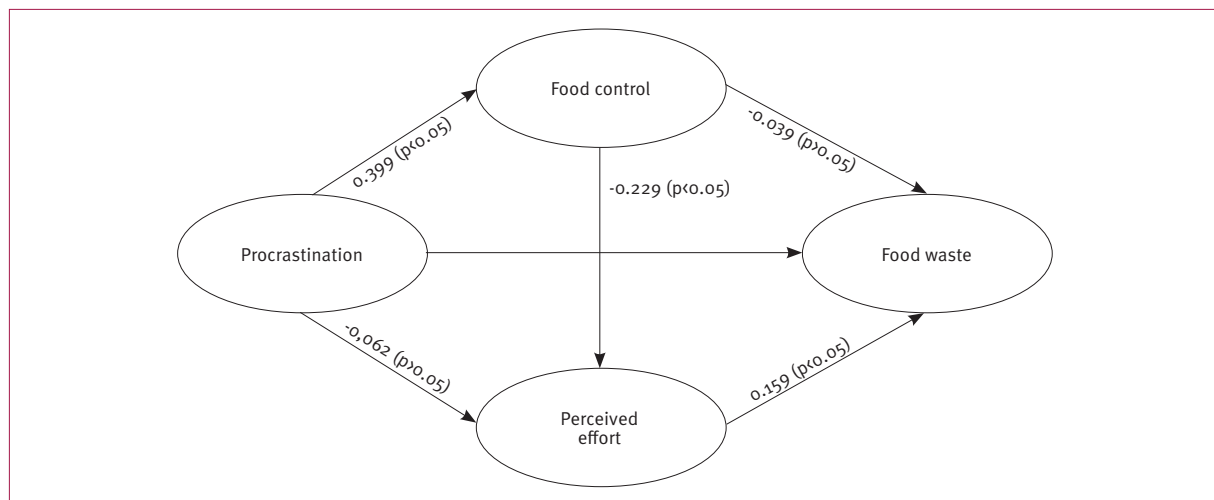 Food control
0.399 (p<0.05)
-0.039 (p>0.05)
-0.229 (p<0.05)
Procrastination
Food waste
-0,062 (p>0.05)
0.159 (p<0.05)
Perceived
effort